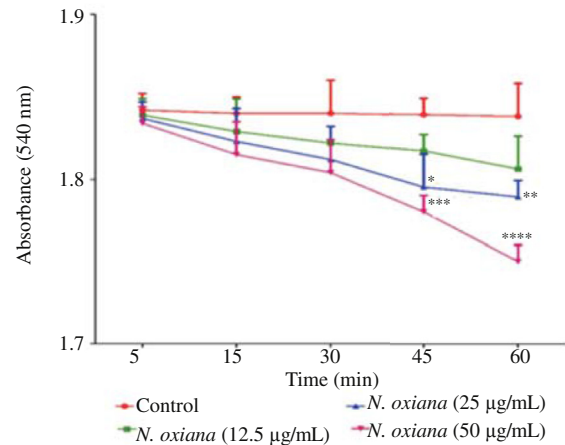 1.9
1.8
1.7
Absorbance (540 nm)
*
**
***
****
5 15 30 45 60
Time (min)
Control
N. oxiana (12.5 µg/mL)
N. oxiana (25 µg/mL)
N. oxiana (50 µg/mL)